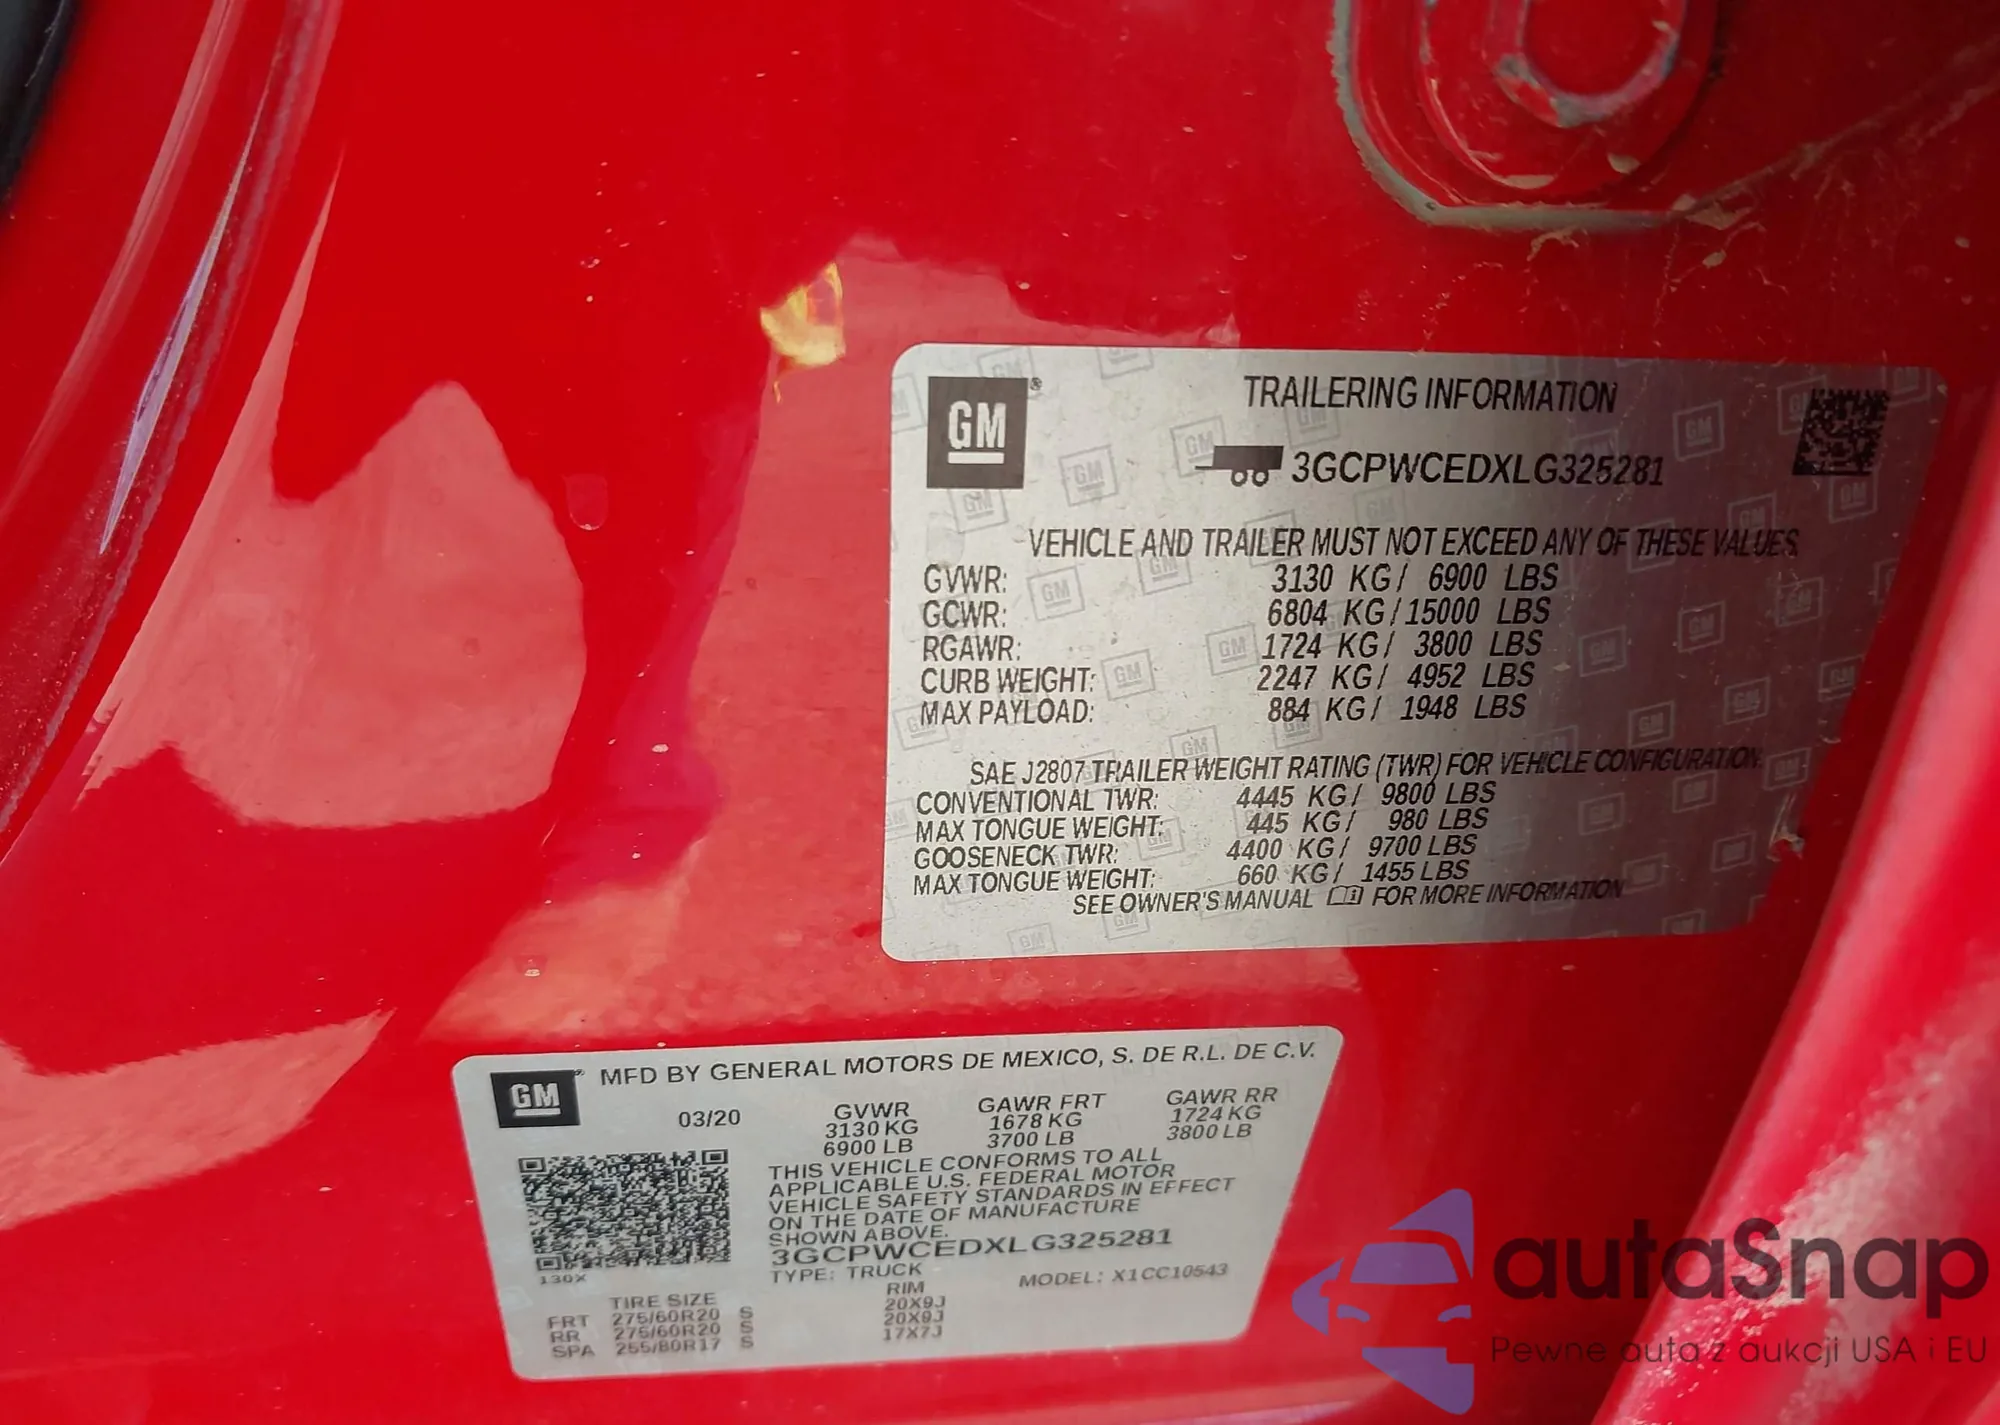 GM
TRAILERING INFORMATION
3GCPWCEDXLG325281
VEHICLE AND TRAILER MUST NOT EXCEED ANY OF THESE VALUES
GVWR: 3130 KG/ 6900 LBS
GCWR: 6804 KG/ 15000 LBS
RGAWR: 1724 KG/ 3800 LBS
CURB WEIGHT: 2247 KG/ 4952 LBS
MAX PAYLOAD: 884 KG/ 1948 LBS
SAE J2807 TRAILER WEIGHT RATING (TWR) FOR VEHICLE CONFIGURATION
CONVENTIONAL TWR: 4445 KG/ 9800 LBS
MAX TONGUE WEIGHT: 445 KG/ 980 LBS
GOOSENECK TWR: 4400 KG/ 9700 LBS
MAX TONGUE WEIGHT: 660 KG/ 1455 LBS
SEE OWNER'S MANUAL FOR MORE INFORMATION
GM
MFD BY GENERAL MOTORS DE MEXICO, S. DE R.L. DE C.V.
03/20 GVWR GAWR FRT GAWR RR
3130 KG 1678 KG 1724 KG
6900 LB 3700 LB 3800 LB
THIS VEHICLE CONFORMS TO ALL
APPLICABLE U.S. FEDERAL MOTOR
VEHICLE SAFETY STANDARDS IN EFFECT
ON THE DATE OF MANUFACTURE
SHOWN ABOVE.
3GCPWCEDXLG325281
TYPE: TRUCK MODEL: X1CC10543
130X
TIRE SIZE RIM
FRT 275/60R20 S 20X9J
RR 275/60R20 S 20X9J
SPA 255/80R17 S 17X7J
autaSnap
Pewne auta z aukcji USA i EU